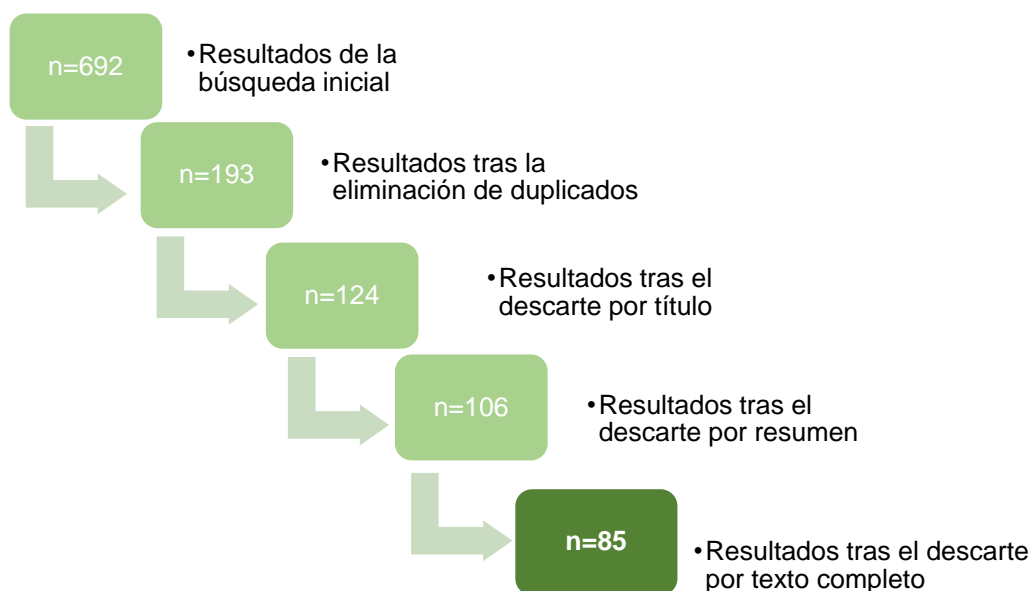 n=692
•Resultados de la
búsqueda inicial
n=193
•Resultados tras la
eliminación de duplicados
n=124
•Resultados tras el
descarte por título
n=106
•Resultados tras el
descarte por resumen
n=85
•Resultados tras el descarte
por texto completo